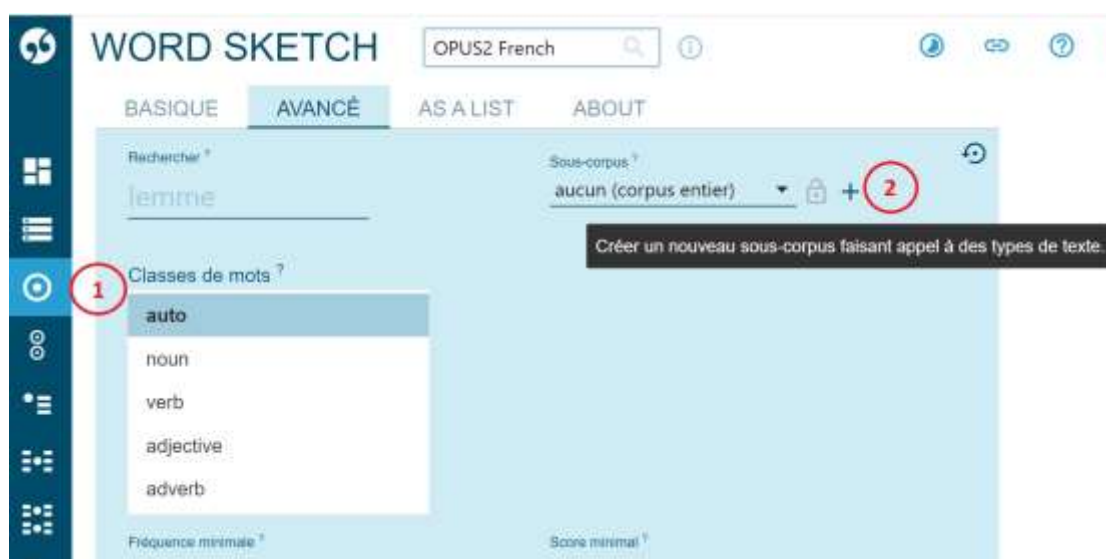 WORD SKETCH
OPUS2 French
BASIQUE
AVANCÉ
AS A LIST
ABOUT
Rechercher ?
lemme
Sous-corpus ?
aucun (corpus entier)
2
Créer un nouveau sous-corpus faisant appel à des types de texte.
1
Classes de mots ?
auto
noun
verb
adjective
adverb
Fréquence minimale ?
Score minimal ?